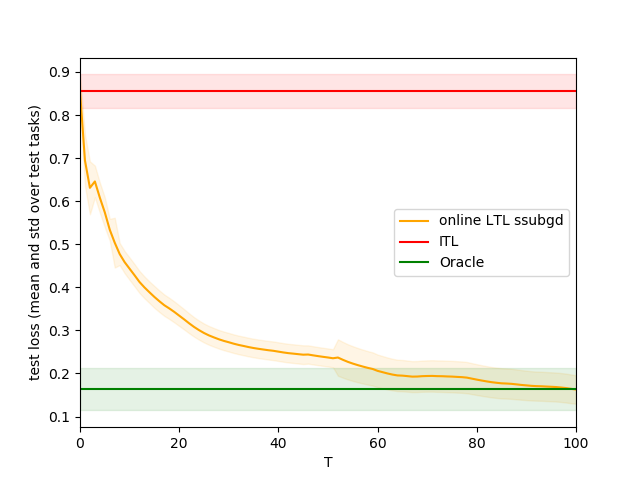 test loss (mean and std over test tasks)
0.9
0.8
0.7
0.6
0.5
0.4
0.3
0.2
0.1
online LTL ssubgd
ITL
Oracle
0 20 40 60 80 100
T